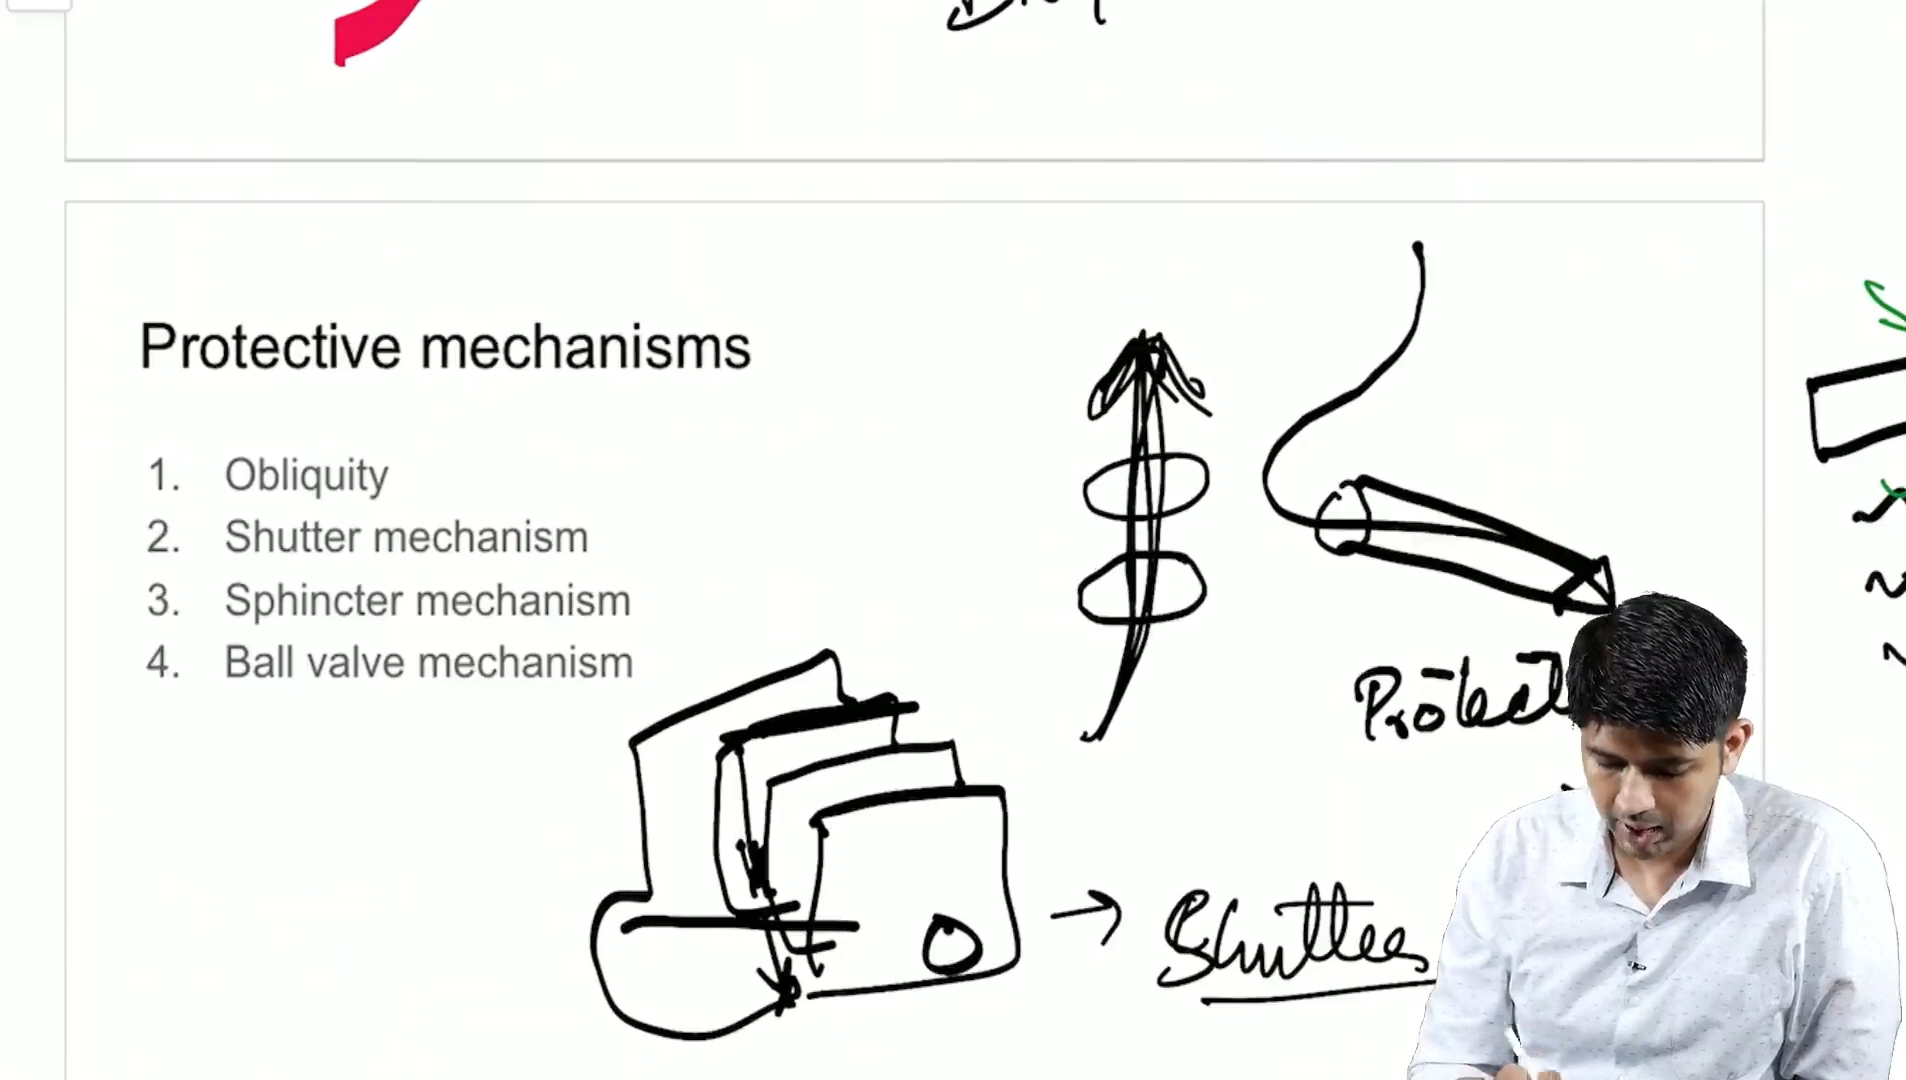 Protective mechanisms
1. Obliquity
2. Shutter mechanism
3. Sphincter mechanism
4. Ball valve mechanism